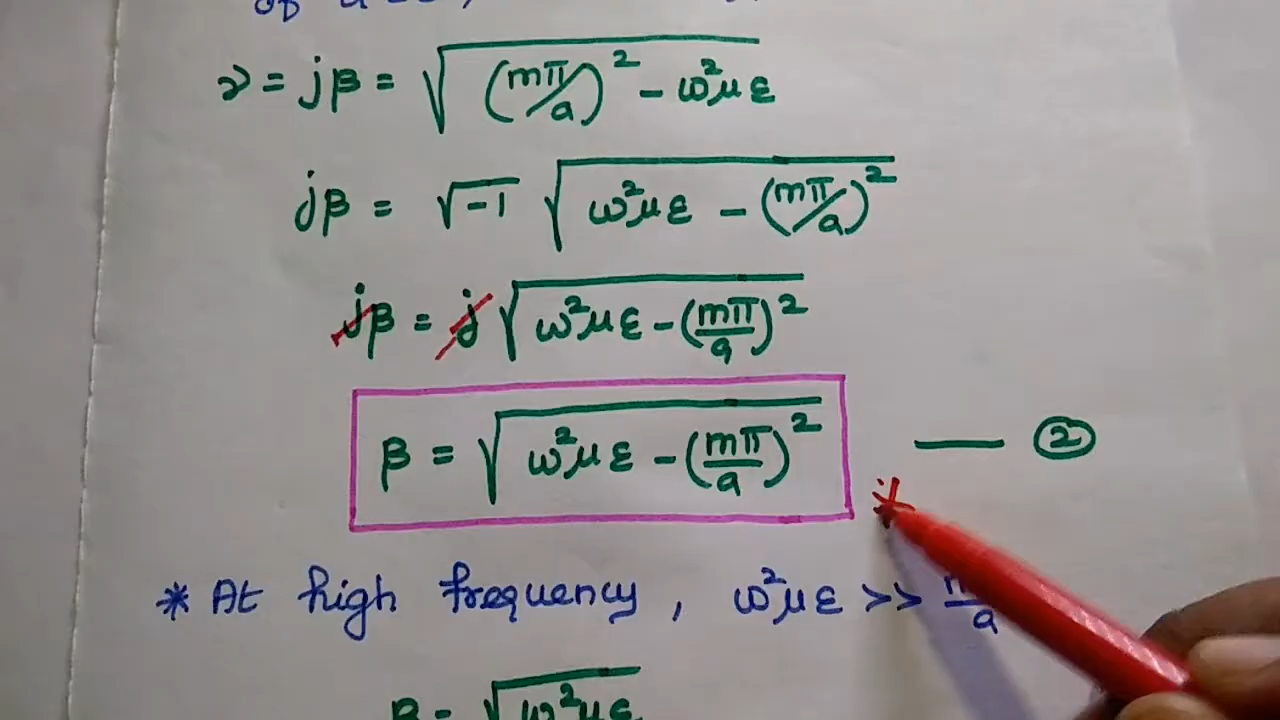 of
γ = jβ = √((mπ/a)² - ω²με)
jβ = √-1 √(ω²με - (mπ/a)²)
jβ = j √(ω²με - (mπ/a)²)
β = √(ω²με - (mπ/a)²) — ②
*
* At high frequency, ω²με >> /a
β = √ω²με